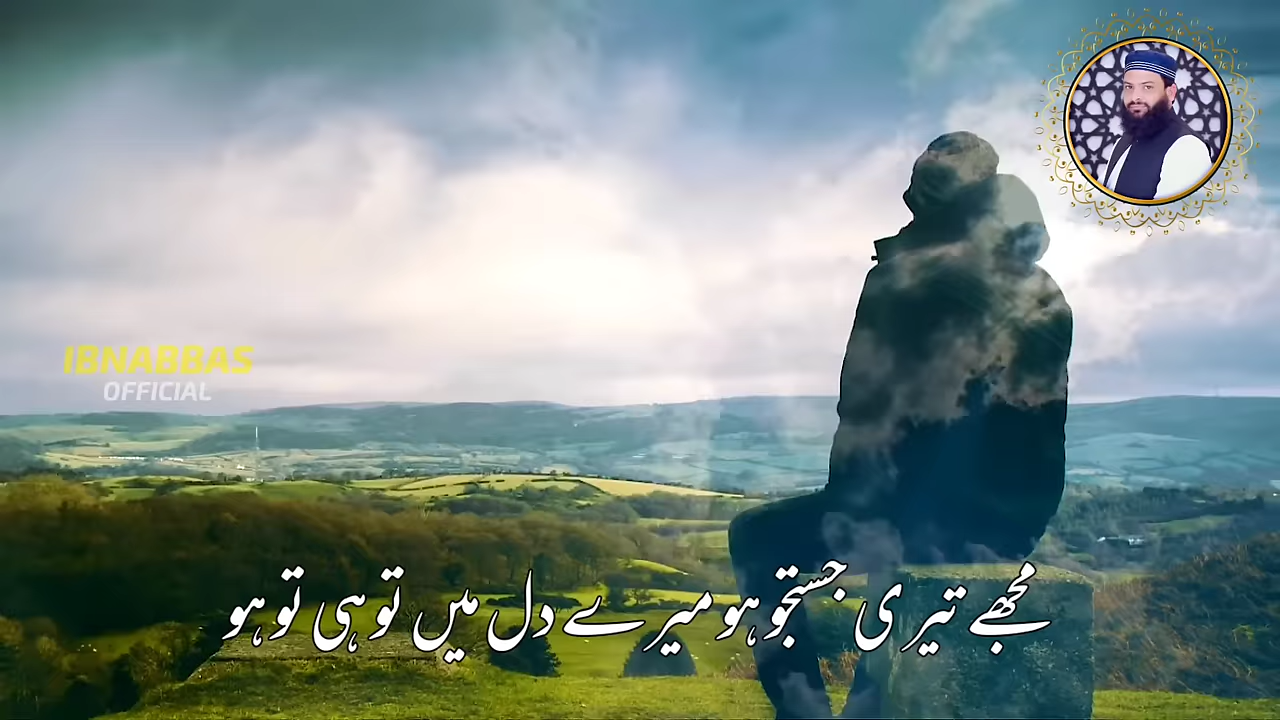 IBNABBAS
OFFICIAL
مجھے تیری جستجو ہو میرے دل میں تو ہی تو ہو